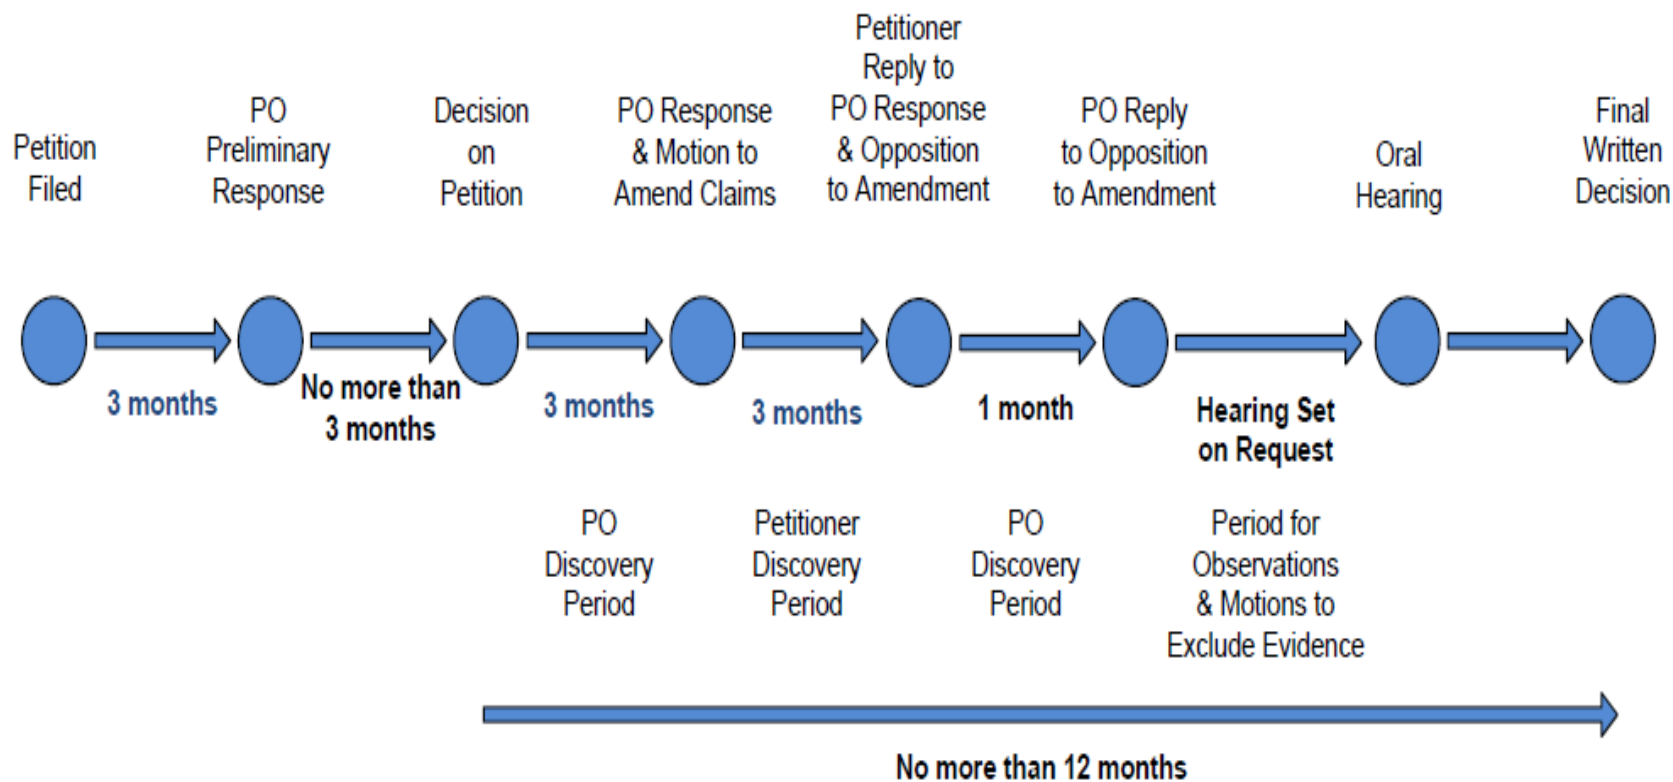 Petition
Filed
PO
Preliminary
Response
Decision
on
Petition
PO Response
& Motion to
Amend Claims
Petitioner
Reply to
PO Response
& Opposition
to Amendment
PO Reply
to Opposition
to Amendment
Oral
Hearing
Final
Written
Decision
3 months
No more than
3 months
3 months
3 months
1 month
Hearing Set
on Request
PO
Discovery
Period
Petitioner
Discovery
Period
PO
Discovery
Period
Period for
Observations
& Motions to
Exclude Evidence
No more than 12 months